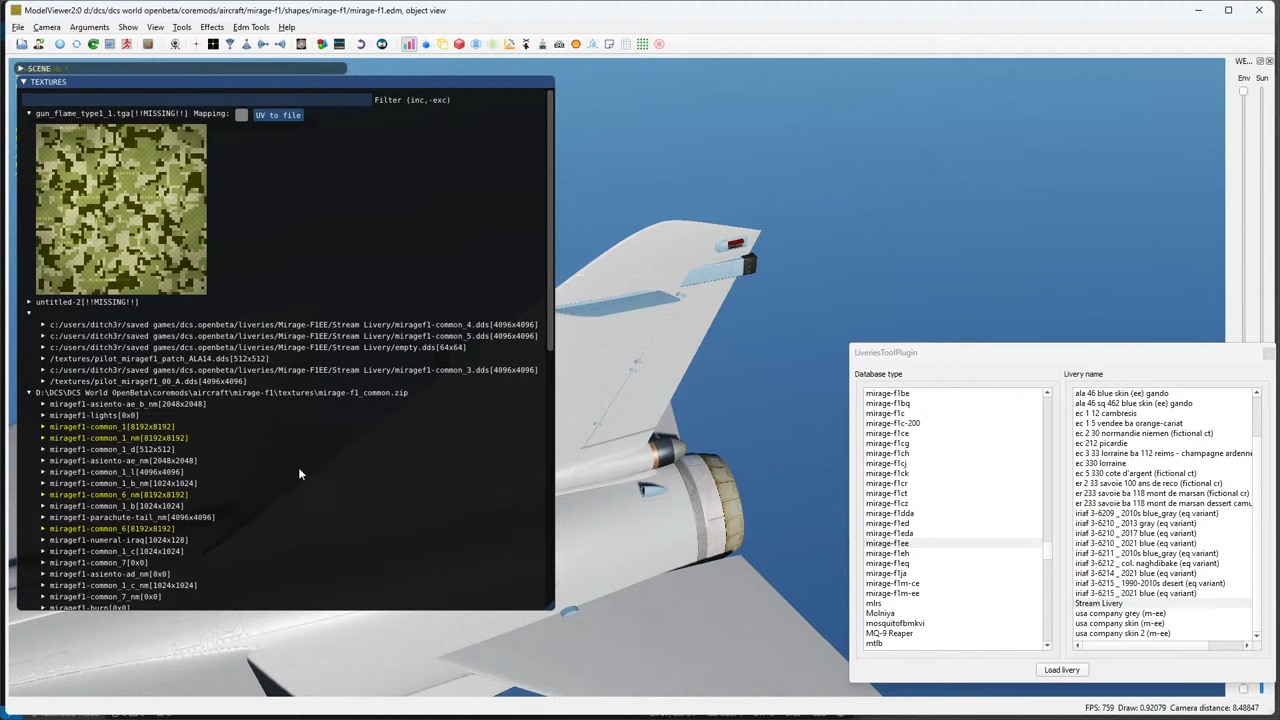 ModelViewer2:0 d:/dcs/dcs world openbeta/coremods/aircraft/mirage-f1/shapes/mirage-f1/mirage-f1.edm, object view
File Camera Arguments Show View Tools Effects Edm Tools Help
SCENE
TEXTURES
Filter (inc,-exc)
gun_flame_type1_1.tga[!!MISSING!!] Mapping: UV to file
untitled-2[!!MISSING!!]
c:/users/ditch3r/saved games/dcs.openbeta/liveries/Mirage-F1EE/Stream Livery/miragef1-common_4.dds[4096x4096]
c:/users/ditch3r/saved games/dcs.openbeta/liveries/Mirage-F1EE/Stream Livery/miragef1-common_5.dds[4096x4096]
c:/users/ditch3r/saved games/dcs.openbeta/liveries/Mirage-F1EE/Stream Livery/empty.dds[64x64]
/textures/pilot_miragef1_patch_ALA14.dds[512x512]
c:/users/ditch3r/saved games/dcs.openbeta/liveries/Mirage-F1EE/Stream Livery/miragef1-common_3.dds[4096x4096]
/textures/pilot_miragef1_00_A.dds[4096x4096]
D:\DCS\DCS World OpenBeta\coremods\aircraft\mirage-f1\textures\mirage-f1_common.zip
miragef1-asiento-ae_b_nm[2048x2048]
miragef1-lights[0x0]
miragef1-common_1[8192x8192]
miragef1-common_1_nm[8192x8192]
miragef1-common_1_d[512x512]
miragef1-asiento-ae_nm[2048x2048]
miragef1-common_1_l[4096x4096]
miragef1-common_1_b_nm[1024x1024]
miragef1-common_6_nm[8192x8192]
miragef1-common_1_b[1024x1024]
miragef1-parachute-tail_nm[4096x4096]
miragef1-common_6[8192x8192]
miragef1-numeral-iraq[1024x128]
miragef1-common_1_c[1024x1024]
miragef1-common_7[0x0]
miragef1-asiento-ad_nm[0x0]
miragef1-common_1_c_nm[1024x1024]
miragef1-common_7_nm[0x0]
miragef1-burn[0x0]
WE...
Env Sun
LiveriesToolPlugin
Database type
mirage-f1be
mirage-f1bq
mirage-f1c
mirage-f1c-200
mirage-f1ce
mirage-f1cg
mirage-f1ch
mirage-f1cj
mirage-f1ck
mirage-f1cr
mirage-f1ct
mirage-f1cz
mirage-f1dda
mirage-f1ed
mirage-f1eda
mirage-f1ee
mirage-f1eh
mirage-f1eq
mirage-f1ja
mirage-f1m-ce
mirage-f1m-ee
mlrs
Molniya
mosquitofbmkvi
MQ-9 Reaper
mtlb
Livery name
ala 46 blue skin (ee) gando
ala 46 sq 462 blue skin (ee) gando
ec 1 12 cambresis
ec 1 5 vendee ba orange-cariat
ec 2 30 normandie niemen (fictional cr)
ec 212 picardie
ec 3 33 lorraine ba 112 reims - champagne ardenne
ec 330 lorraine
ec 5 330 cote d'argent (fictional cr)
er 2 33 savoie 100 ans de reco (fictional cr)
er 233 savoie ba 118 mont de marsan (fictional cr)
er 233 savoie ba 118 mont de marsan dessert camu
iriaf 3-6209 _ 2010s blue_gray (eq variant)
iriaf 3-6210 _ 2013 gray (eq variant)
iriaf 3-6210 _ 2017 blue (eq variant)
iriaf 3-6211 _ 2021 blue (eq variant)
iriaf 3-6211 _ 2010s blue_gray (eq variant)
iriaf 3-6212 _ col. naghdibake (eq variant)
iriaf 3-6214 _ 2021 blue (eq variant)
iriaf 3-6215 _ 1990-2010s desert (eq variant)
iriaf 3-6215 _ 2021 blue (eq variant)
Stream Livery
usa company grey (m-ee)
usa company skin (m-ee)
usa company skin 2 (m-ee)
Load livery
FPS: 759 Draw: 0.92079 Camera distance: 8.48847